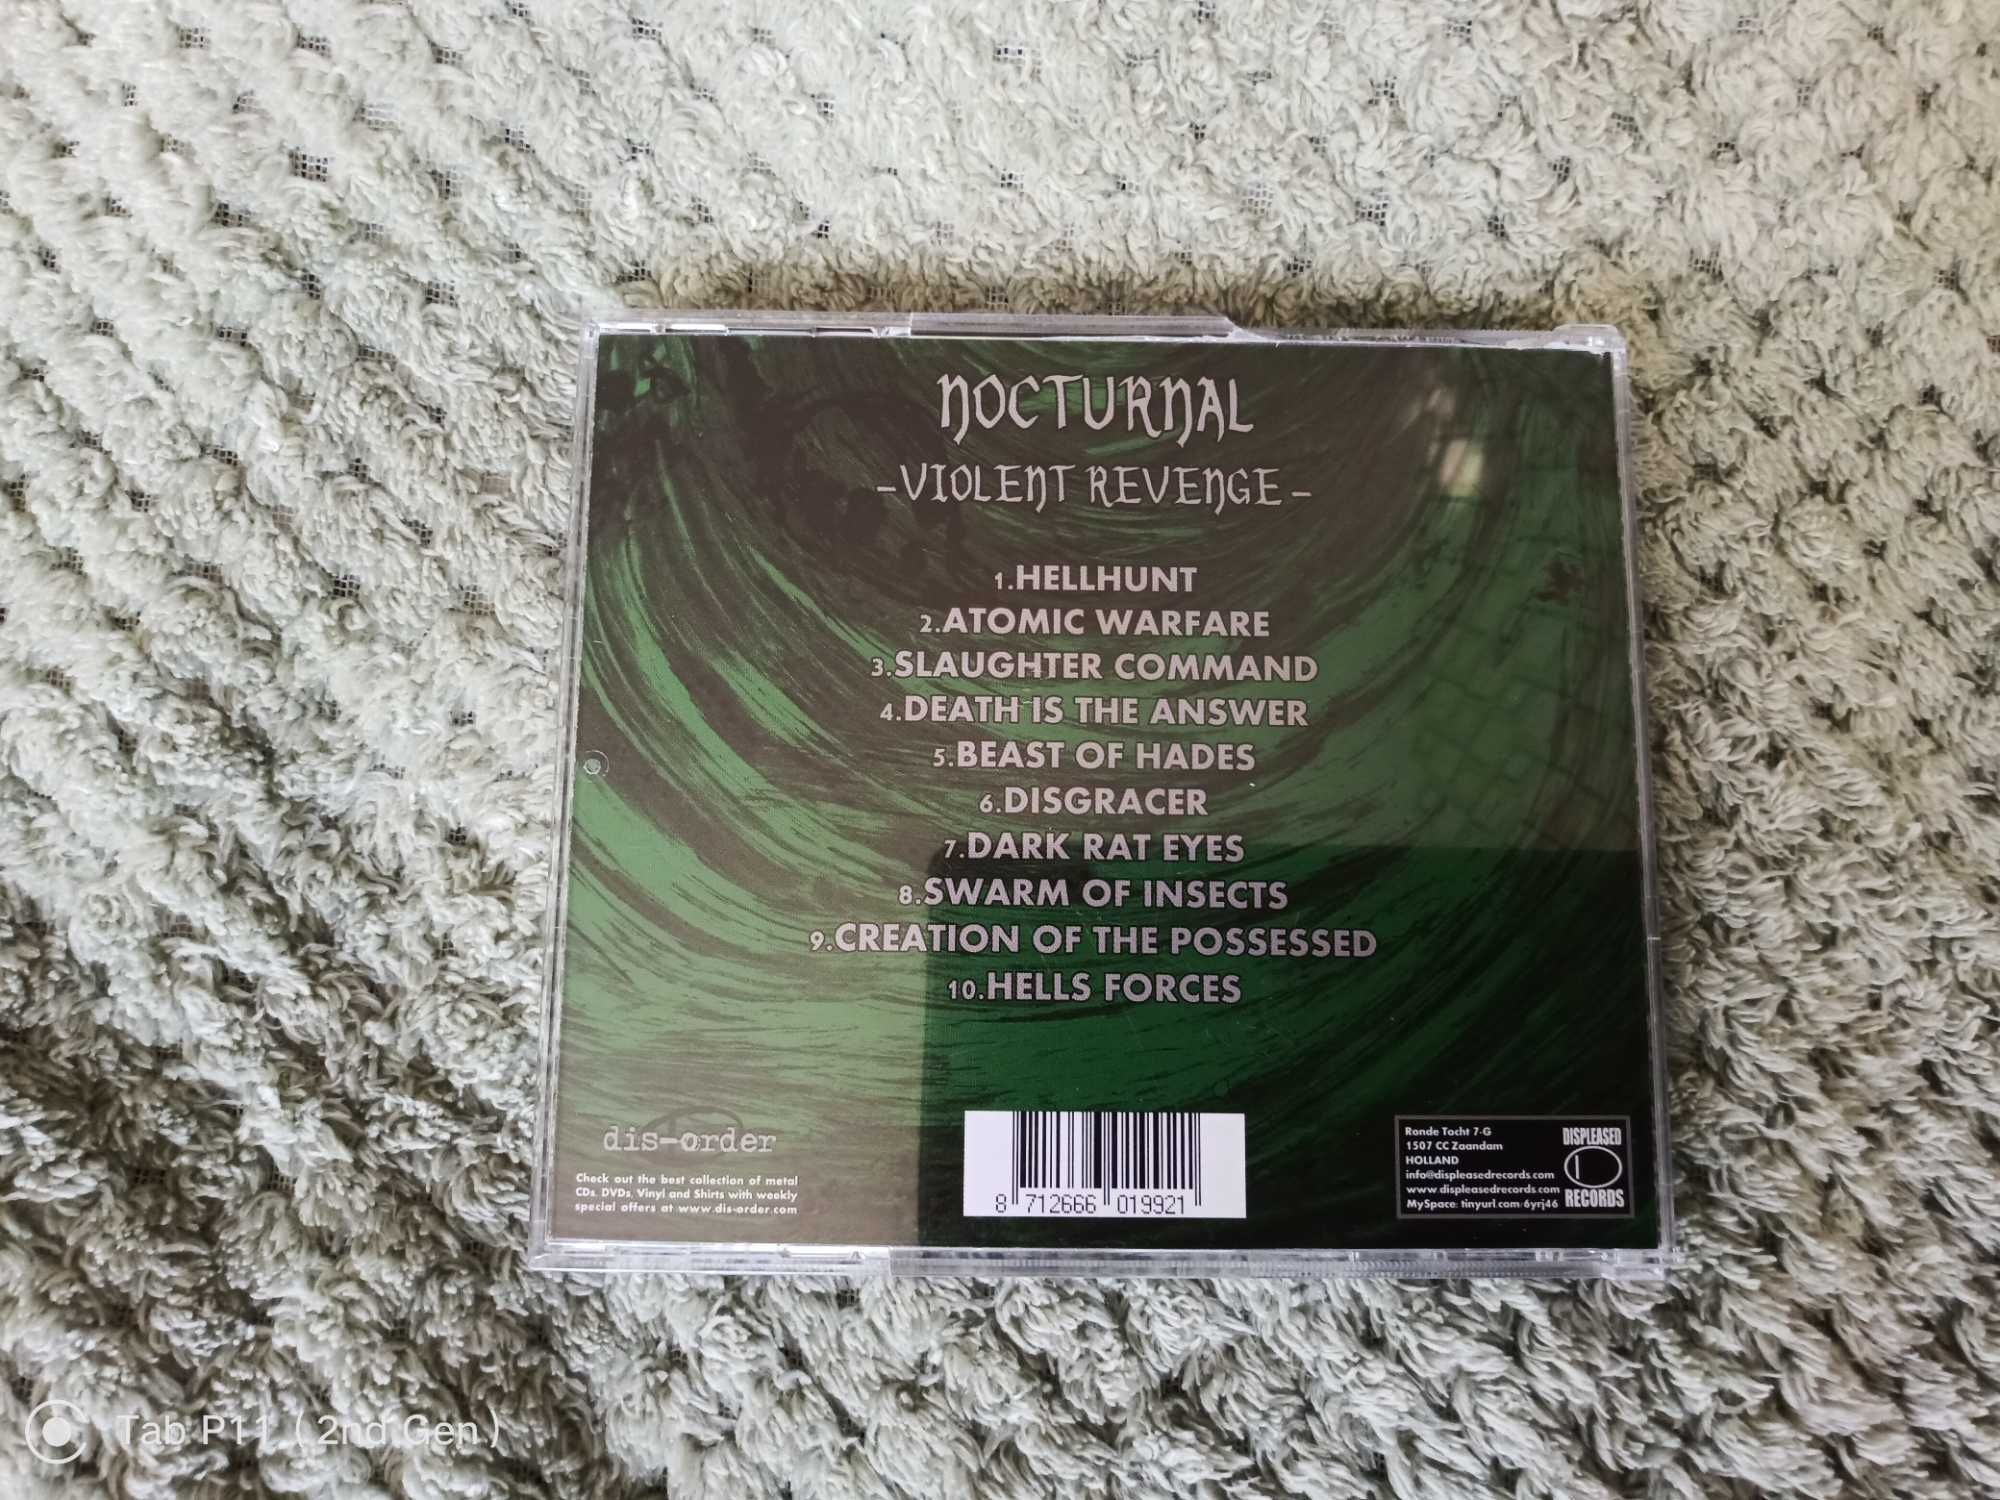 NOCTURNAL
-VIOLENT REVENGE-
1.HELLHUNT
2.ATOMIC WARFARE
3.SLAUGHTER COMMAND
4.DEATH IS THE ANSWER
5.BEAST OF HADES
6.DISGRACER
7.DARK RAT EYES
8.SWARM OF INSECTS
9.CREATION OF THE POSSESSED
10.HELLS FORCES
dis-order
Check out the best collection of metal
CDs, DVDs, Vinyl and Shirts with weekly
special offers at www.dis-order.com
8 712666 019921
Ronde Tocht 7-G
1507 CC Zaandam
HOLLAND
info@displeasedrecords.com
www.displeasedrecords.com
MySpace: tinyurl.com/6yrj46
DISPLEASED
RECORDS
Tab P11 (2nd Gen)